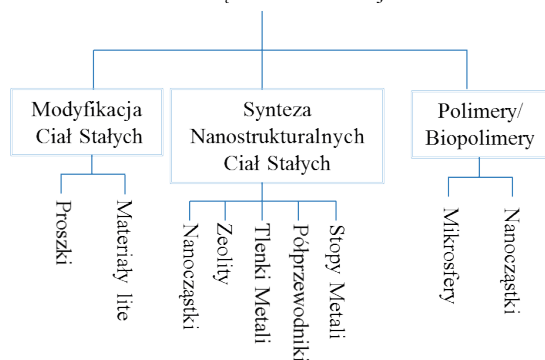 Modyfikacja
Ciał Stałych
Synteza
Nanostrukturalnych
Ciał Stałych
Polimery/
Biopolimery
Proszki
Materiały lite
Nanocząstki
Zeolity
Tlenki Metali
Półprzewodniki
Stopy Metali
Mikrosfery
Nanocząstki